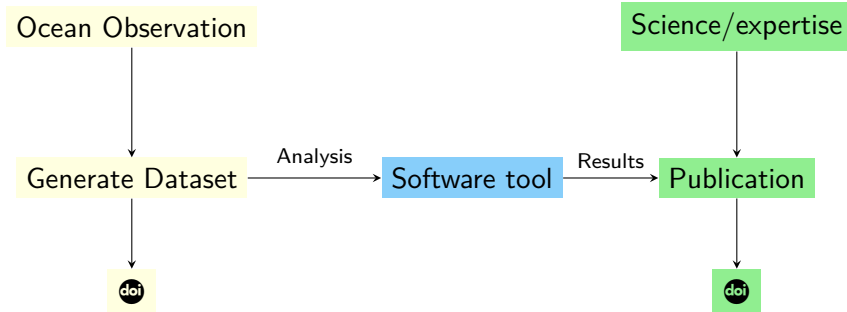 Ocean Observation
Science/expertise
Analysis
Results
Generate Dataset
Software tool
Publication
doi
doi